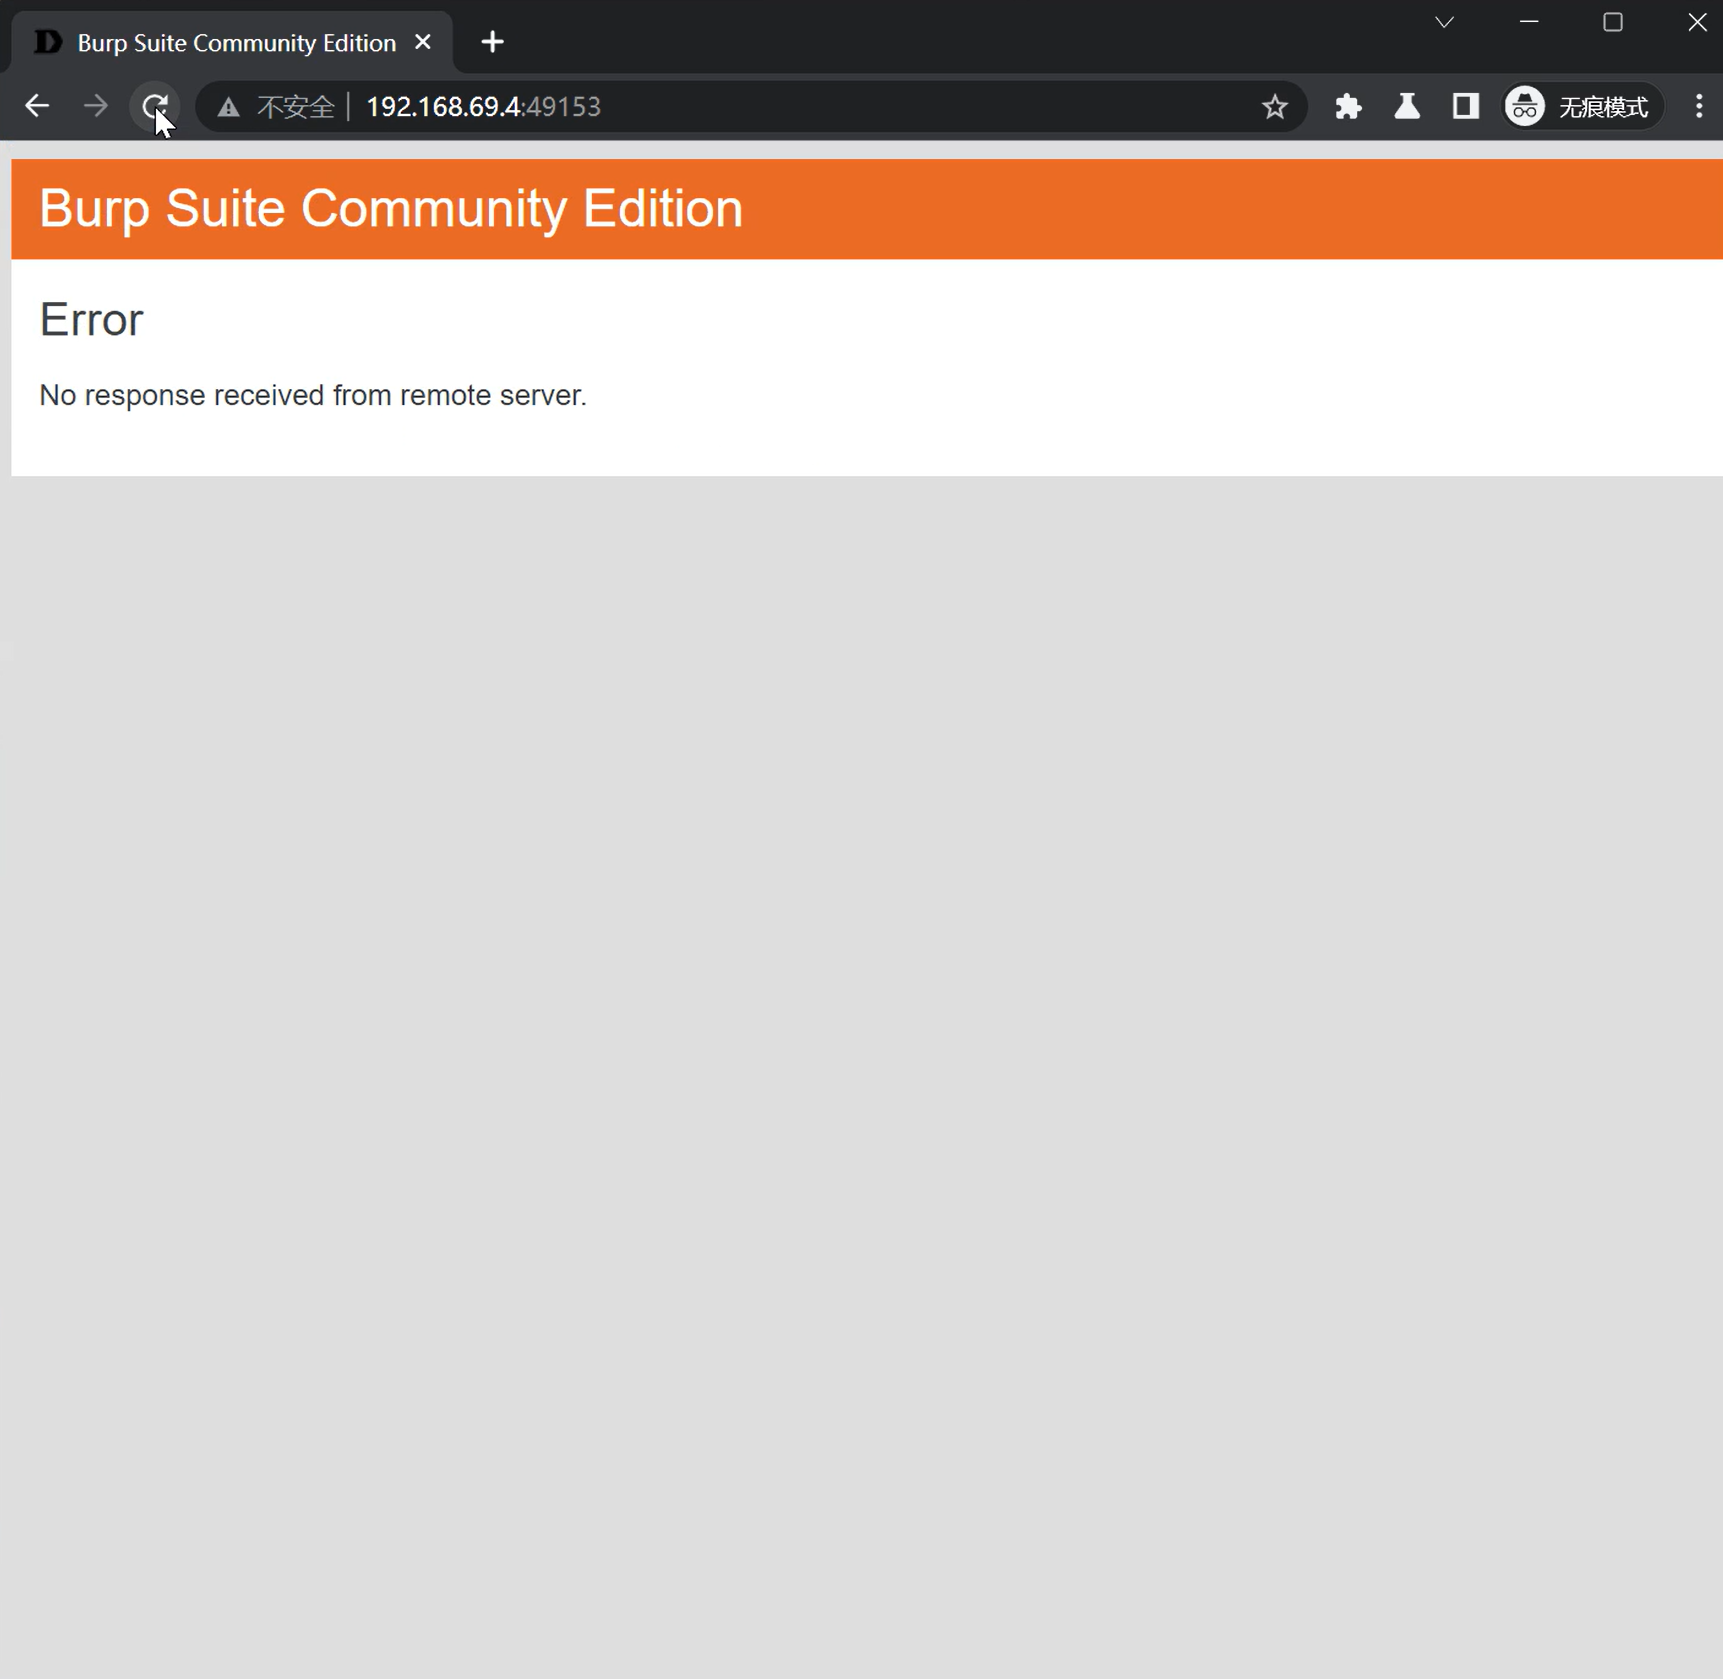 Burp Suite Community Edition
不安全 192.168.69.4:49153
无痕模式
Burp Suite Community Edition
Error
No response received from remote server.